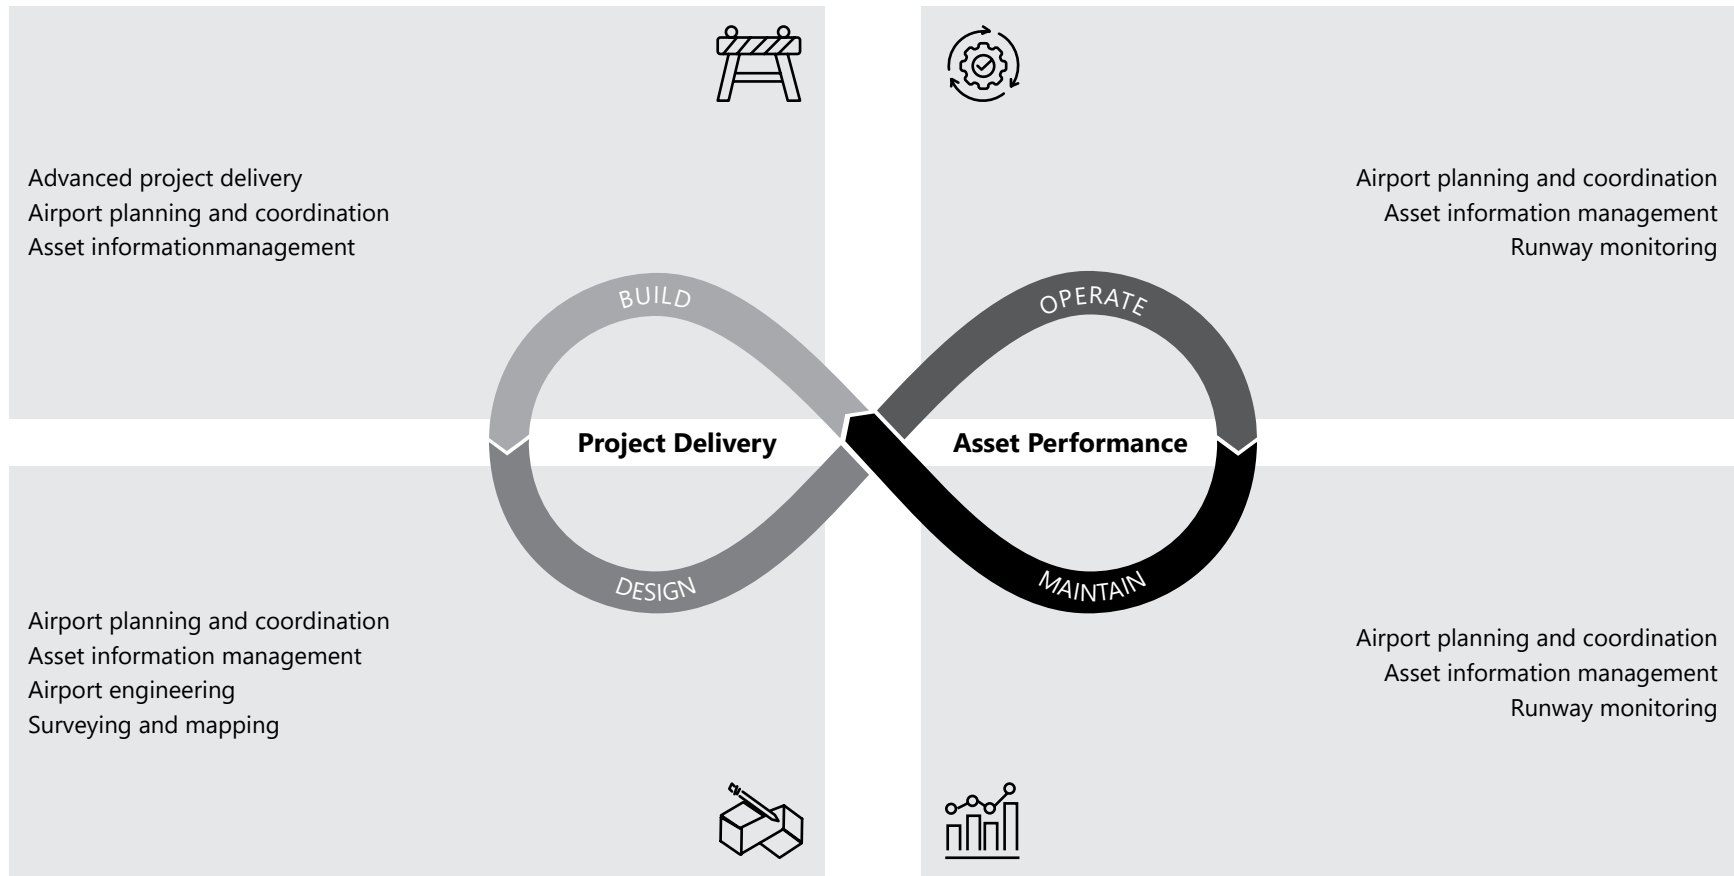 Advanced project delivery
Airport planning and coordination
Asset informationmanagement
Airport planning and coordination
Asset information management
Runway monitoring
BUILD
OPERATE
Project Delivery
Asset Performance
DESIGN
MAINTAIN
Airport planning and coordination
Asset information management
Airport engineering
Surveying and mapping
Airport planning and coordination
Asset information management
Runway monitoring